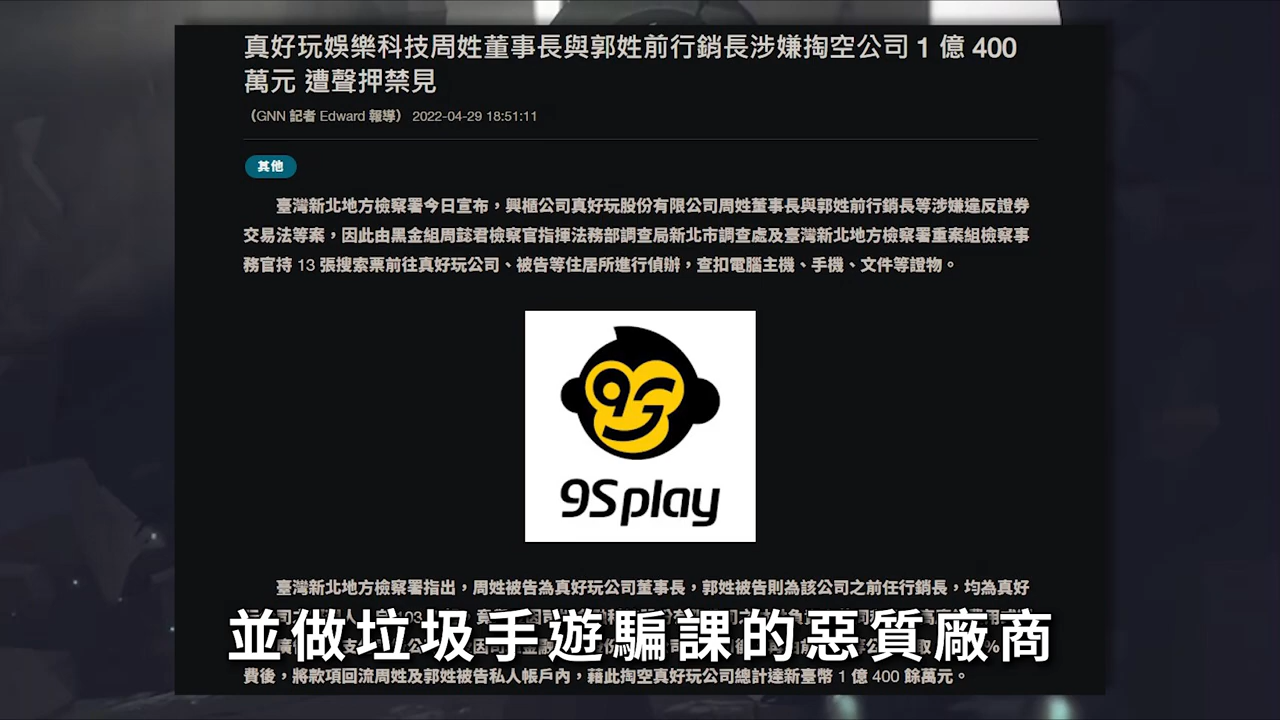 真好玩娛樂科技周姓董事長與郭姓前行銷長涉嫌掏空公司 1 億 400
萬元 遭聲押禁見
（GNN 記者 Edward 報導） 2022-04-29 18:51:11
其他
臺灣新北地方檢察署今日宣布，興櫃公司真好玩股份有限公司周姓董事長與郭姓前行銷長等涉嫌違反證券
交易法等案，因此由黑金組周懿君檢察官指揮法務部調查局新北市調查處及臺灣新北地方檢察署重案組檢察事
務官持 13 張搜索票前往真好玩公司、被告等住居所進行偵辦，查扣電腦主機、手機、文件等證物。
9S
9Splay
臺灣新北地方檢察署指出，周姓被告為真好玩公司董事長，郭姓被告則為該公司之前任行銷長，均為真好
並做垃圾手遊騙課的惡質廠商
費後，將款項回流周姓及郭姓被告私人帳戶內，藉此掏空真好玩公司總計達新臺幣 1 億 400 餘萬元。